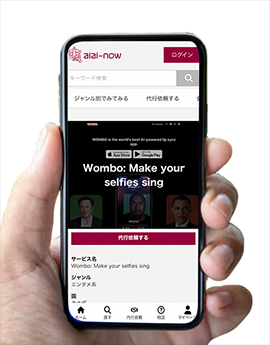 aiai-now
ログイン
キーワード検索
ジャンル別でみてみる
代行依頼する
WOMBO is the world's best AI-powered lip sync
app.
App Store
Google Play
Wombo: Make your
selfies sing
代行依頼する
サービス名
Wombo: Make your selfies sing
ジャンル
エンタメ系
国
カナダ
ホーム
探す
代行依頼
相談
マイページ